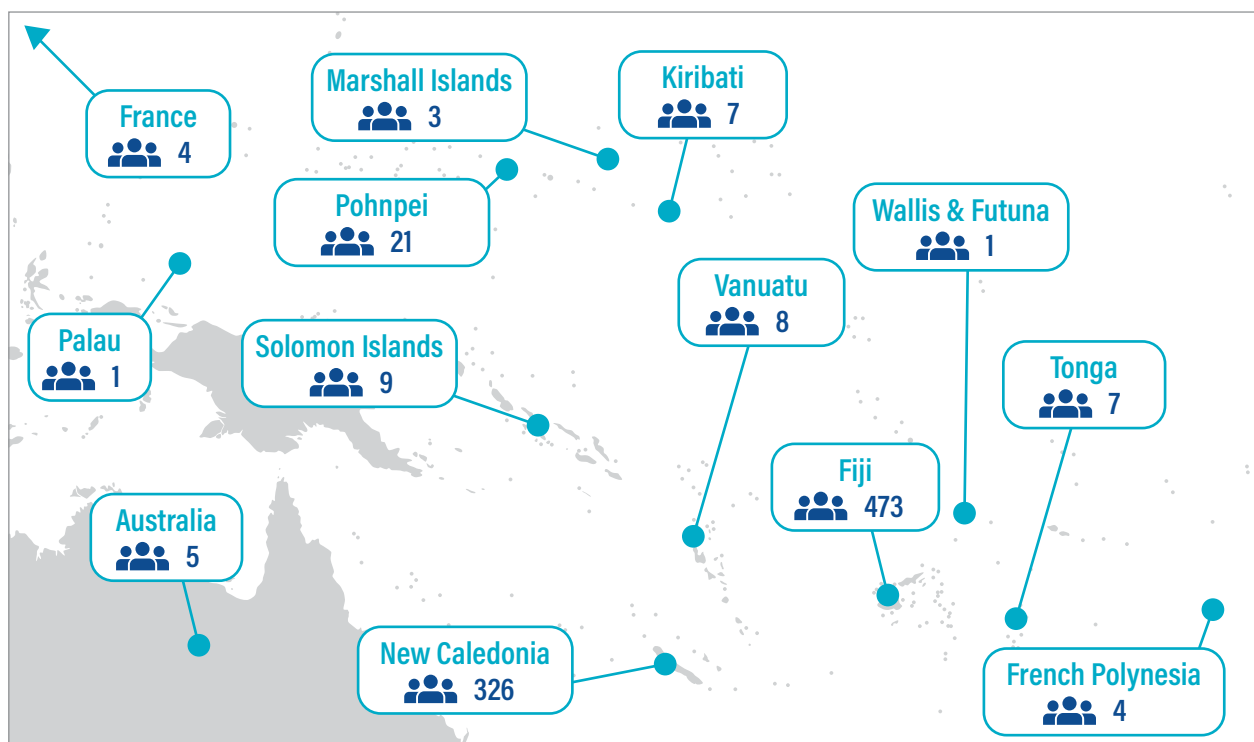 France
4
Marshall Islands
3
Kiribati
7
Pohnpei
21
Wallis & Futuna
1
Vanuatu
8
Palau
1
Solomon Islands
9
Tonga
7
Fiji
473
Australia
5
New Caledonia
326
French Polynesia
4